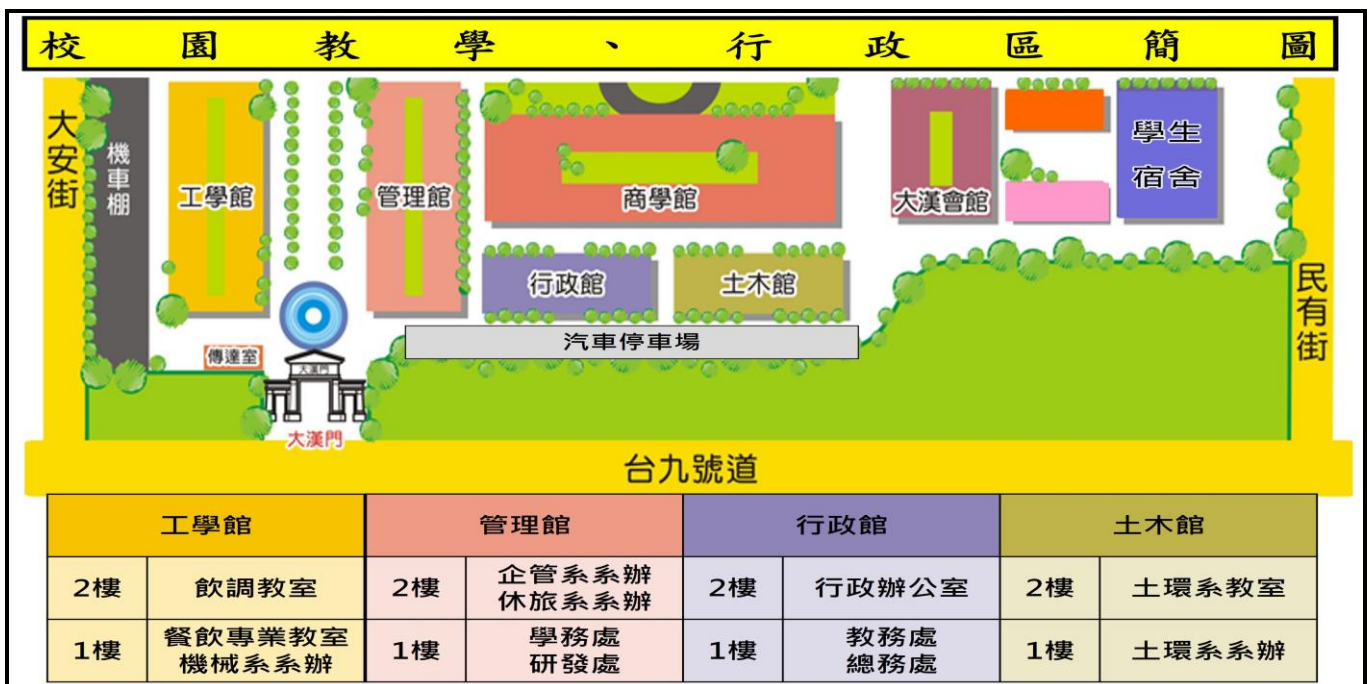 校園教學、行政區簡圖
大安街
機車棚
工學館
管理館
商學館
大漢會館
學生
宿舍
行政館
土木館
汽車停車場
傳達室
大漢門
大漢門
民有街
台九號道
工學館 管理館 行政館 土木館
2樓 飲調教室 2樓 企管系系辦 2樓 行政辦公室 2樓 土環系教室
休旅系系辦
1樓 餐飲專業教室 1樓 學務處 1樓 教務處 1樓 土環系系辦
機械系系辦 研發處 總務處